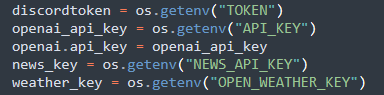 discordtoken = os.getenv("TOKEN")
openai_api_key = os.getenv("API_KEY")
openai.api_key = openai_api_key
news_key = os.getenv("NEWS_API_KEY")
weather_key = os.getenv("OPEN_WEATHER_KEY")